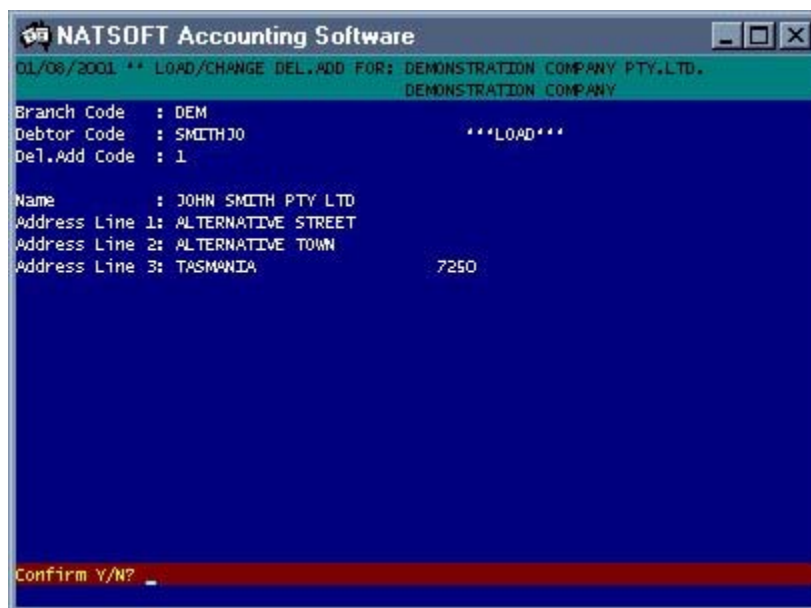 NATSOFT Accounting Software
01/08/2001 ** LOAD/CHANGE DEL.ADD FOR: DEMONSTRATION COMPANY PTY.LTD.
DEMONSTRATION COMPANY
Branch Code : DEM
Debtor Code : SMITHJO ***LOAD***
Del.Add Code : 1
Name : JOHN SMITH PTY LTD
Address Line 1: ALTERNATIVE STREET
Address Line 2: ALTERNATIVE TOWN
Address Line 3: TASMANIA 7250
Confirm Y/N? _